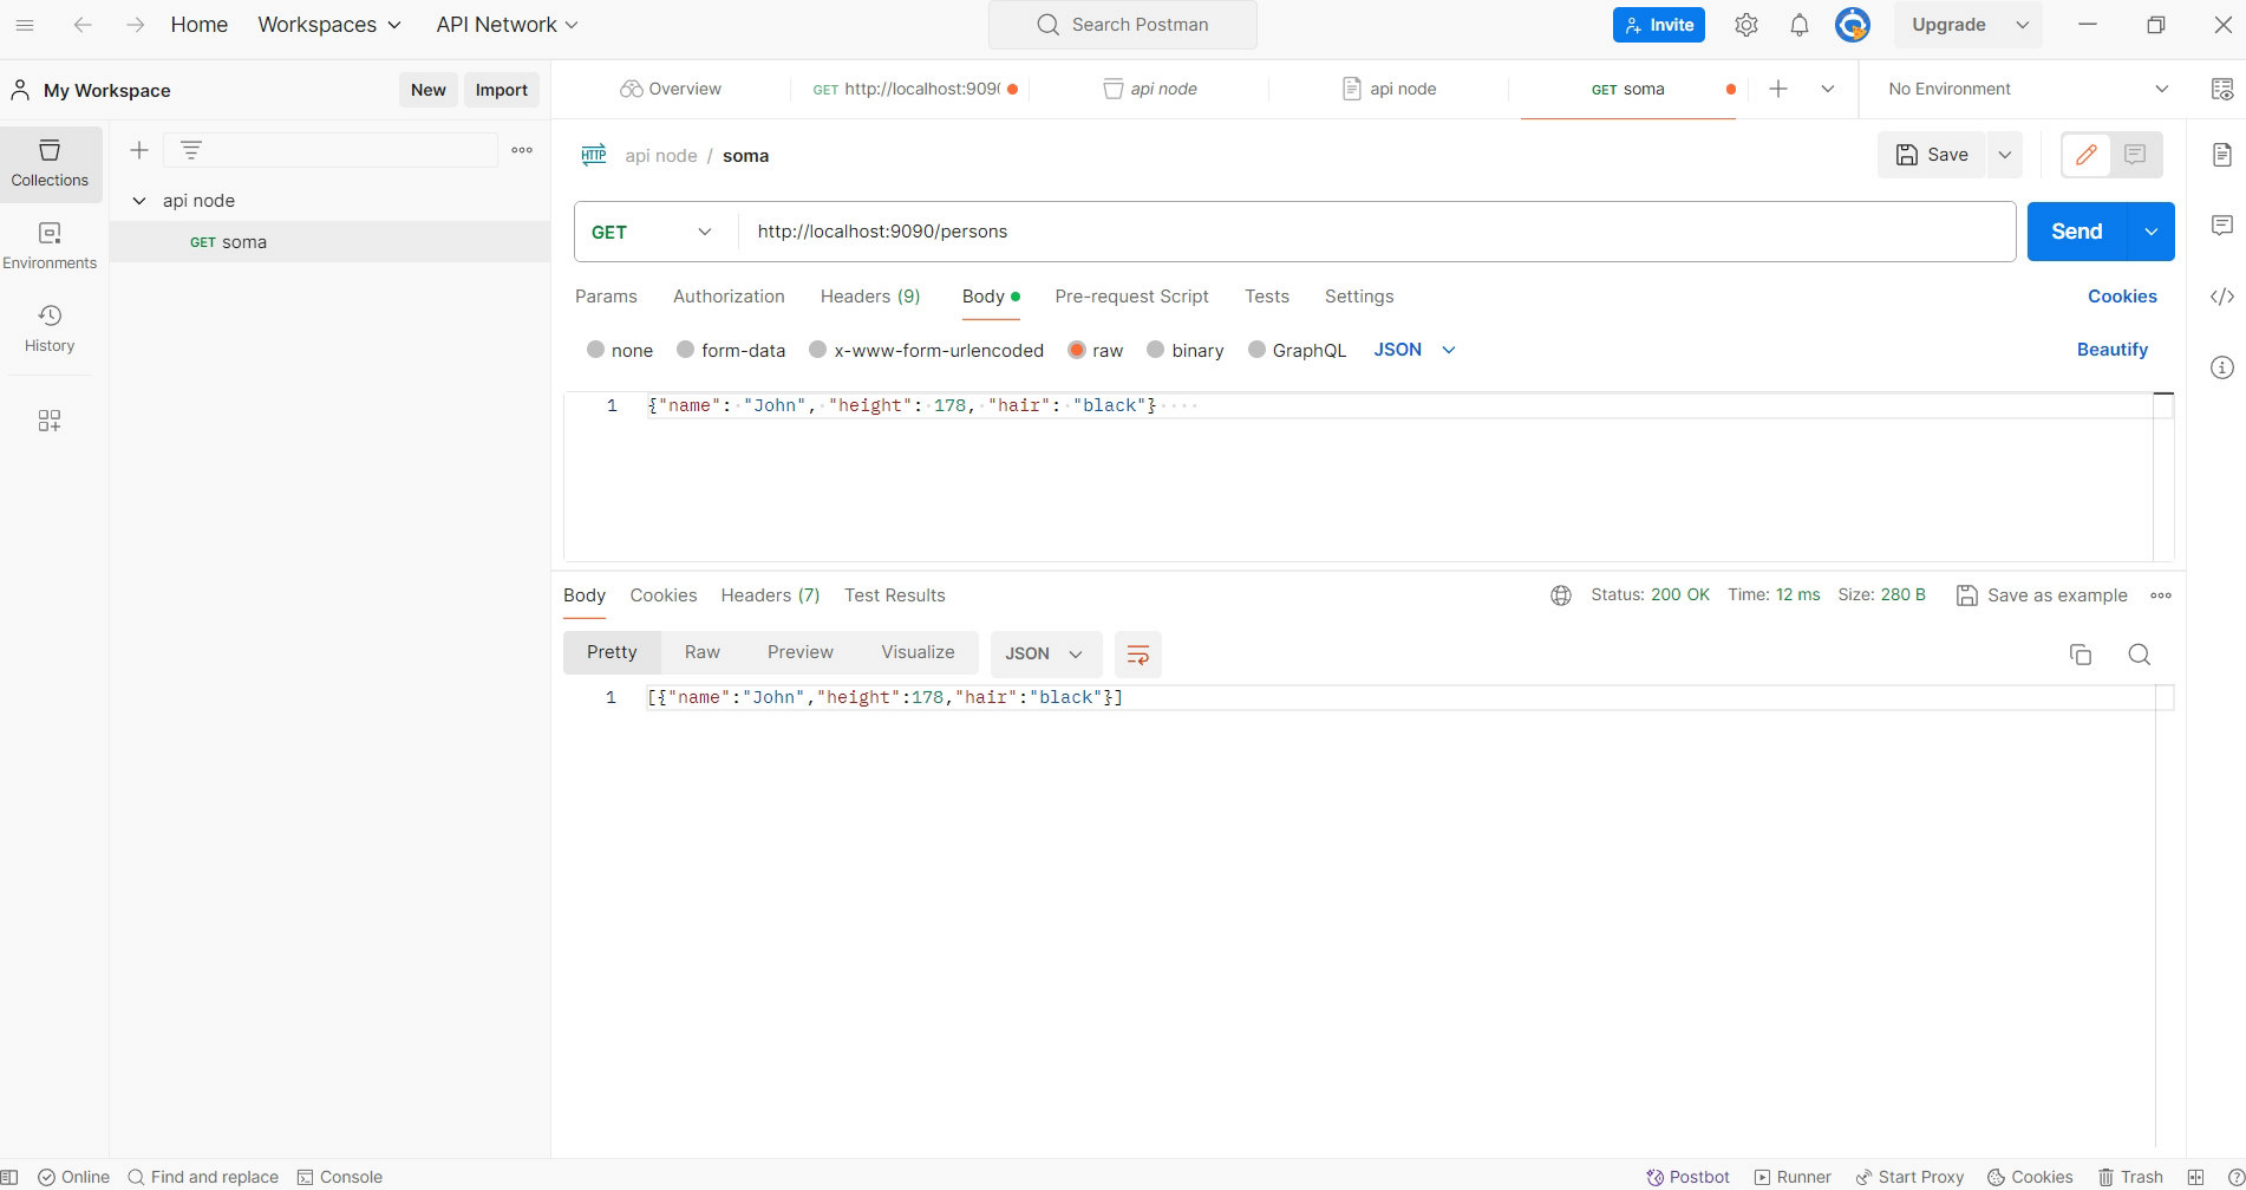 Home Workspaces API Network Search Postman Invite Upgrade
My Workspace New Import
Overview GET http://localhost:909 api node api node GET soma No Environment
Collections
Environments
History
api node
GET soma
HTTP api node / soma Save
GET http://localhost:9090/persons Send
Params Authorization Headers (9) Body Pre-request Script Tests Settings Cookies
none form-data x-www-form-urlencoded raw binary GraphQL JSON Beautify
1 {"name": "John", "height": 178, "hair": "black"}
Body Cookies Headers (7) Test Results Status: 200 OK Time: 12 ms Size: 280 B Save as example
Pretty Raw Preview Visualize JSON
1 [{"name":"John","height":178,"hair":"black"}]
Online Find and replace Console Postbot Runner Start Proxy Cookies Trash